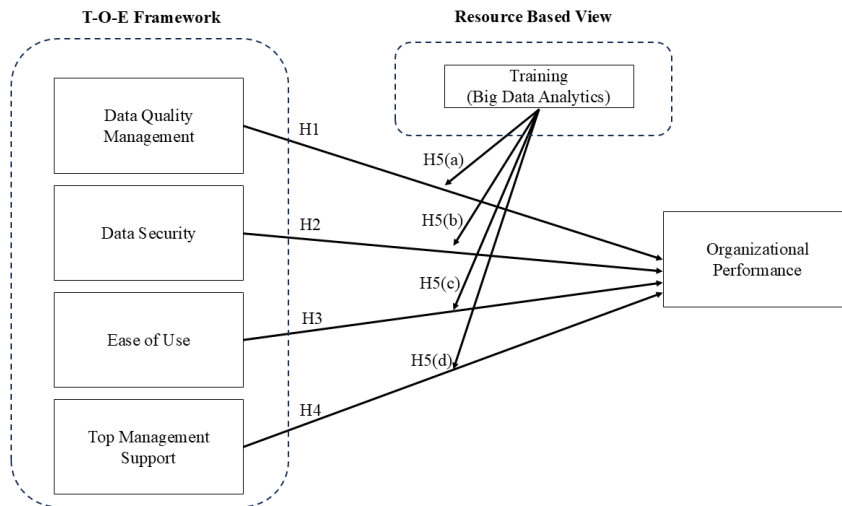 T-O-E Framework
Resource Based View
Training
(Big Data Analytics)
Data Quality
Management
H1
H5(a)
Data Security
H2
H5(b)
Organizational
Performance
H5(c)
Ease of Use
H3
H5(d)
Top Management
Support
H4